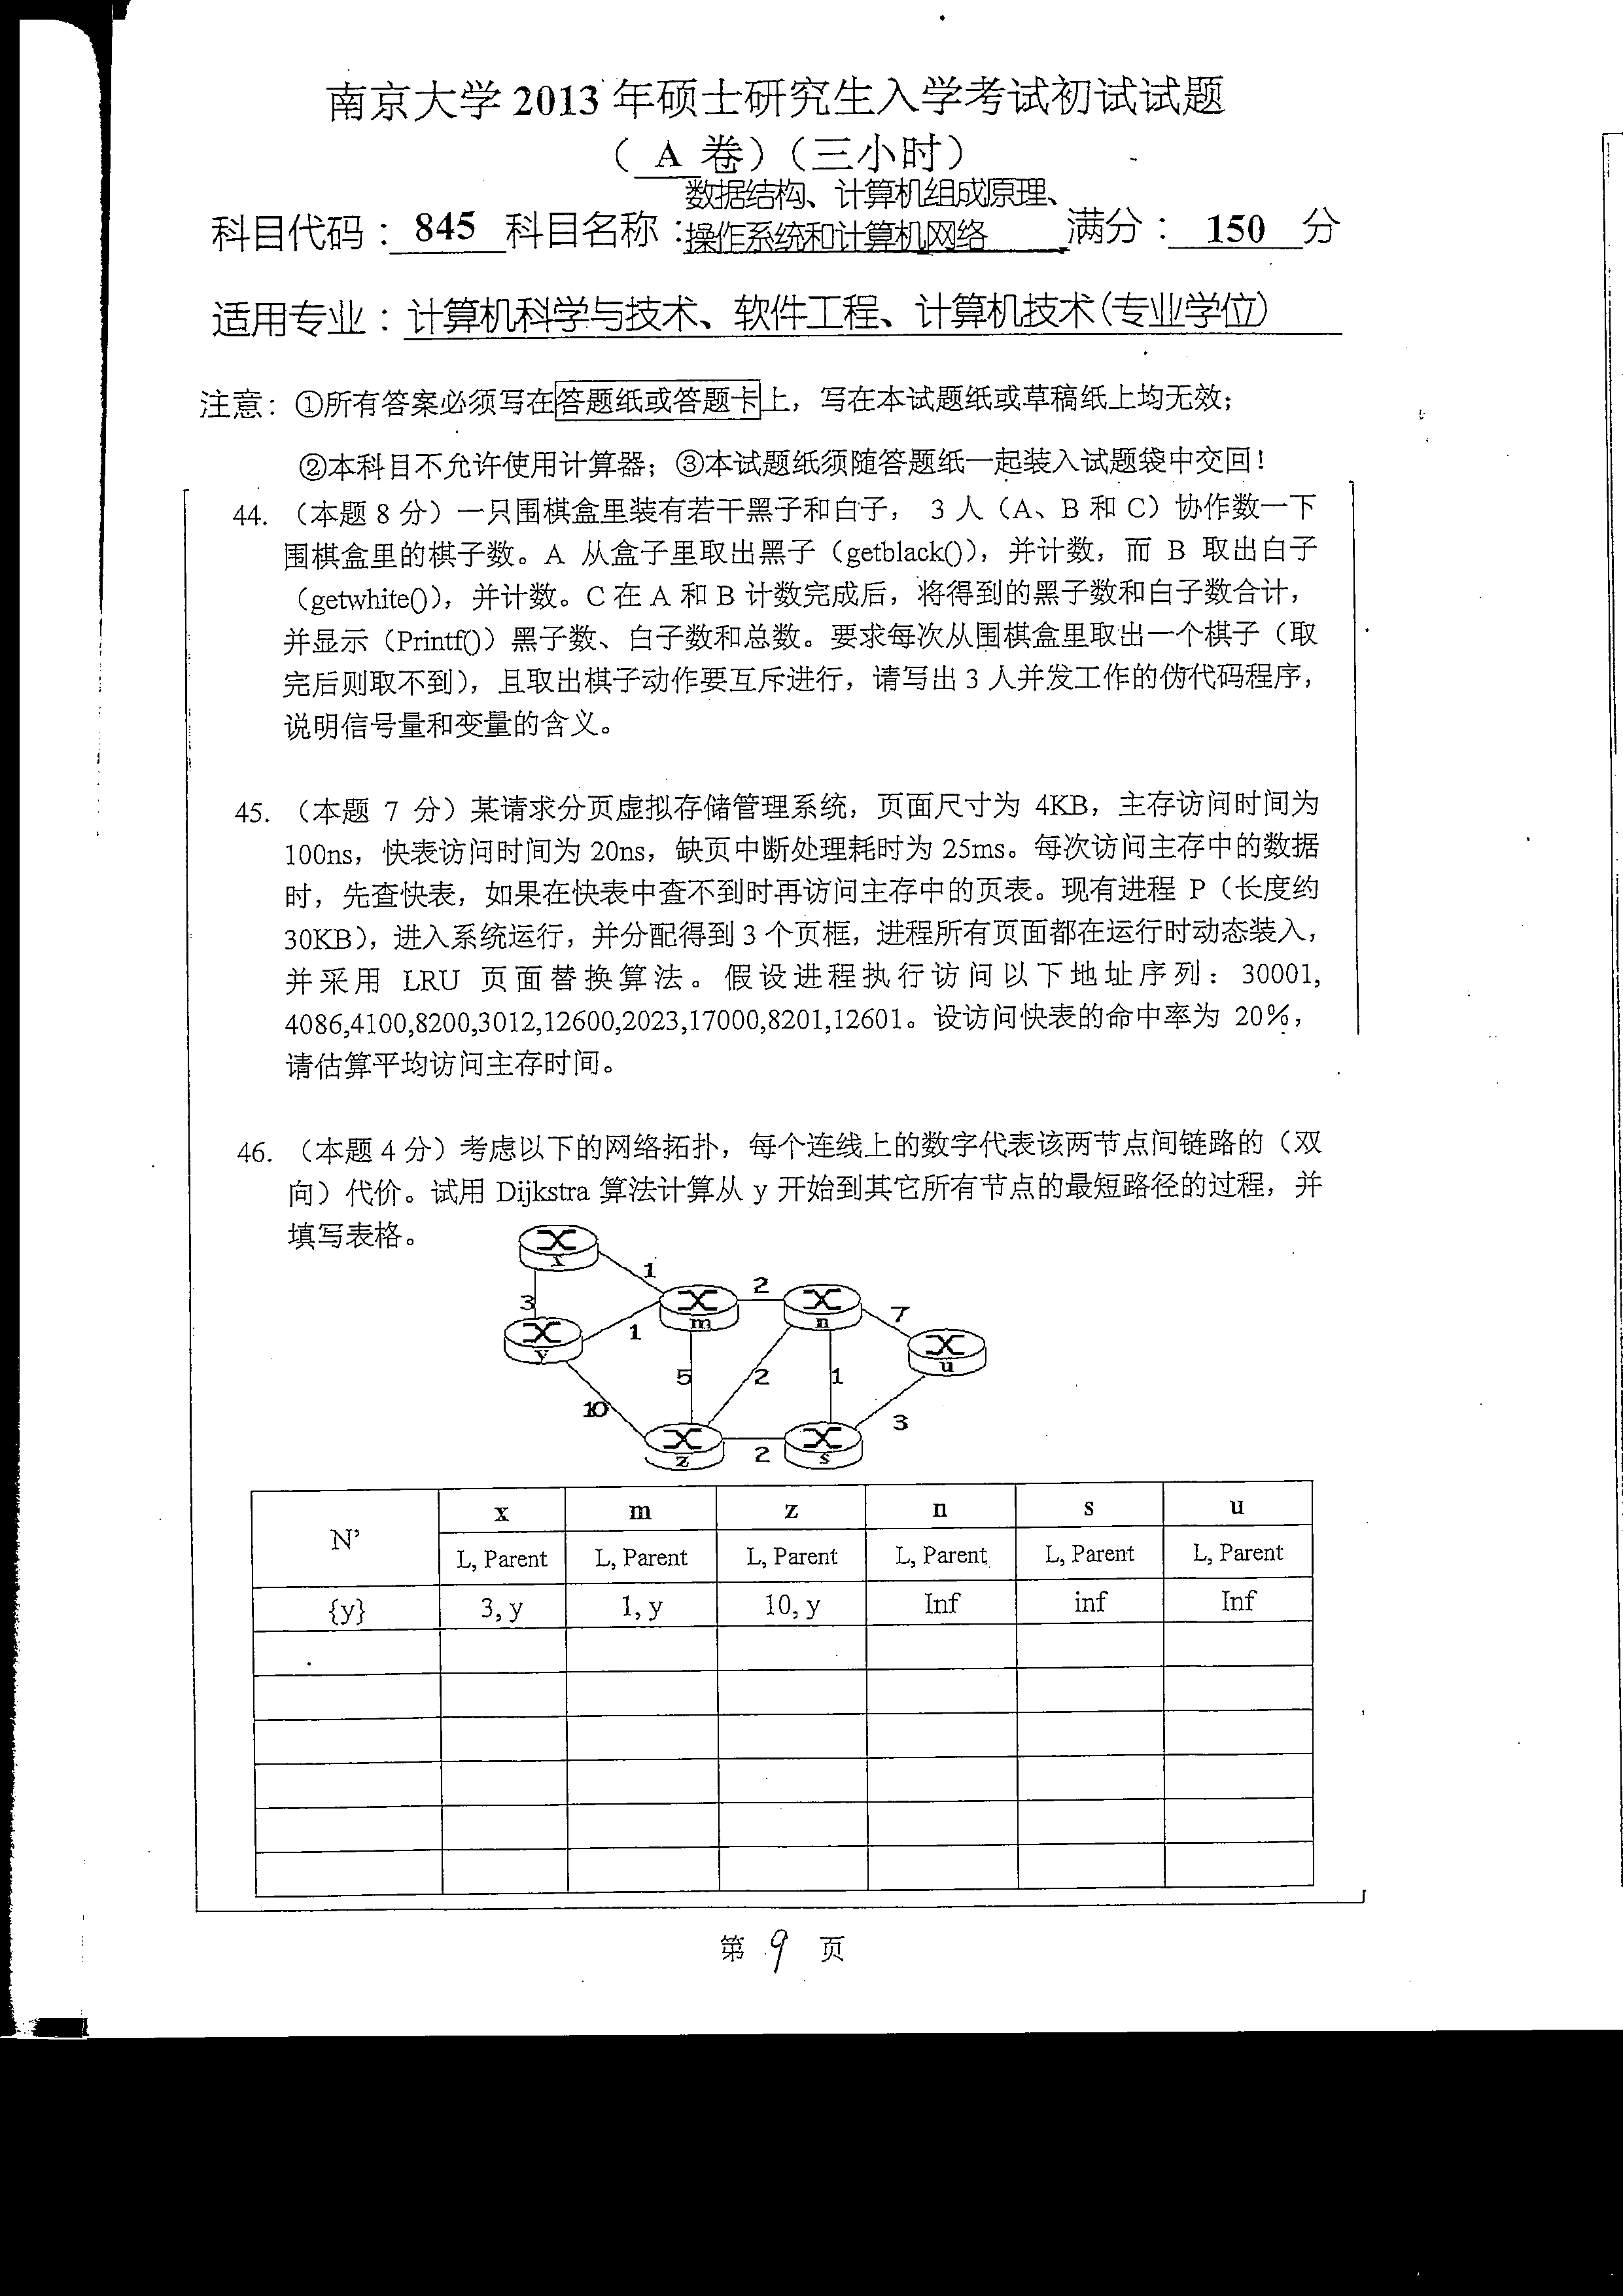 南京大学 2013 年硕士研究生入学考试初试试题
（ A 卷）（三小时）
科目代码：845 科目名称：数据结构、计算机组成原理、操作系统和计算机网络 满分：150 分
适用专业：计算机科学与技术、软件工程、计算机技术(专业学位)
注意：①所有答案必须写在答题纸或答题卡上，写在本试题纸或草稿纸上均无效；
②本科目不允许使用计算器；③本试题纸须随答题纸一起装入试题袋中交回！
44. （本题 8 分）一只围棋盒里装有若干黑子和白子， 3 人（A、B 和 C）协作数一下
围棋盒里的棋子数。A 从盒子里取出黑子（getblack()），并计数，而 B 取出白子
（getwhite()），并计数。C 在 A 和 B 计数完成后，将得到的黑子数和白子数合计，
并显示（Printf()）黑子数、白子数和总数。要求每次从围棋盒里取出一个棋子（取
完后则取不到），且取出棋子动作要互斥进行，请写出 3 人并发工作的伪代码程序，
说明信号量和变量的含义。
45. （本题 7 分）某请求分页虚拟存储管理系统，页面尺寸为 4KB，主存访问时间为
100ns，快表访问时间为 20ns，缺页中断处理耗时为 25ms。每次访问主存中的数据
时，先查快表，如果在快表中查不到时再访问主存中的页表。现有进程 P（长度约
30KB），进入系统运行，并分配得到 3 个页框，进程所有页面都在运行时动态装入，
并采用 LRU 页面替换算法。假设进程执行访问以下地址序列：30001,
4086,4100,8200,3012,12600,2023,17000,8201,12601。设访问快表的命中率为 20%，
请估算平均访问主存时间。
46. （本题 4 分）考虑以下的网络拓扑，每个连线上的数字代表该两节点间链路的（双
向）代价。试用 Dijkstra 算法计算从 y 开始到其它所有节点的最短路径的过程，并
填写表格。
x
1
2
3
m
n
7
y
1
u
5
2
1
10
3
z
2
s
N' x m z n s u
L, Parent L, Parent L, Parent L, Parent L, Parent L, Parent
{y} 3, y 1, y 10, y Inf inf Inf
第 9 页